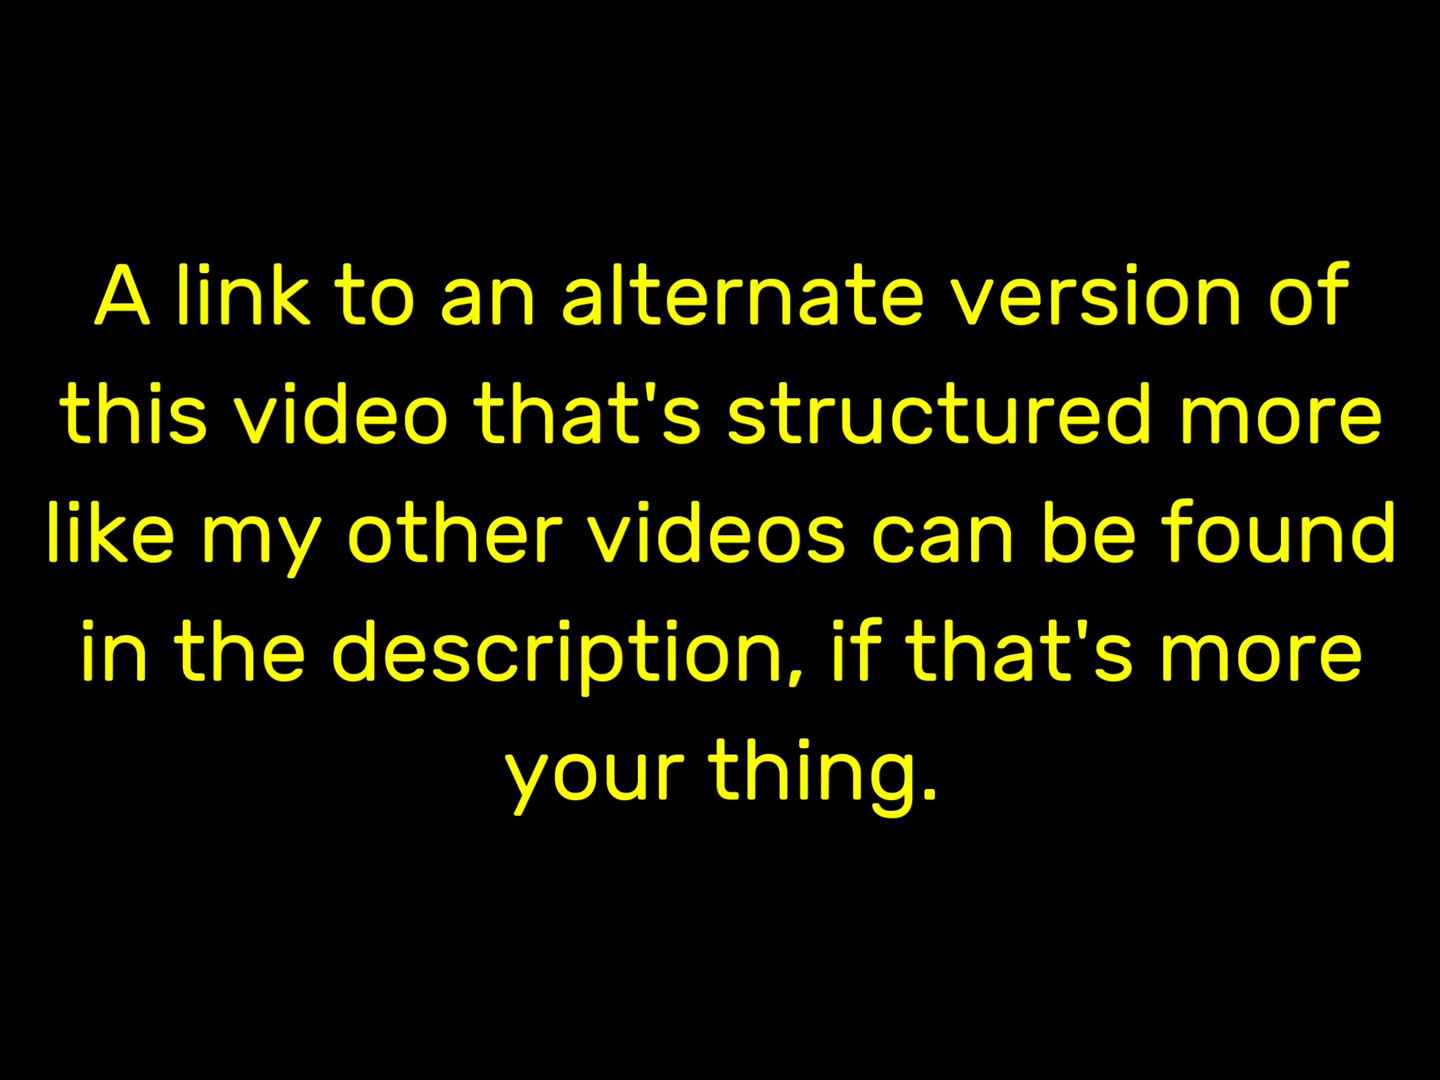 A link to an alternate version of
this video that's structured more
like my other videos can be found
in the description, if that's more
your thing.